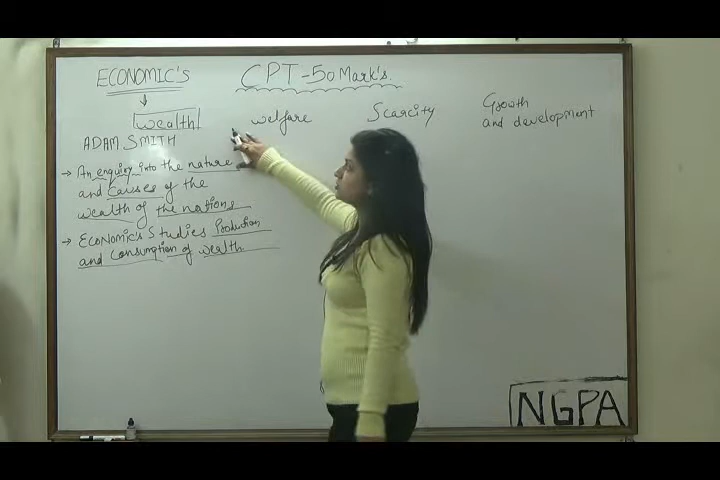 ECONOMIC's
CPT-50 Mark's.
wealth
welfare
Scarcity
Growth
and development
ADAM SMITH
→ An enquiry into the nature
and causes of the
wealth of the nations
→ ECONOMIC's Studies Production
and Consumption of wealth.
NGPA